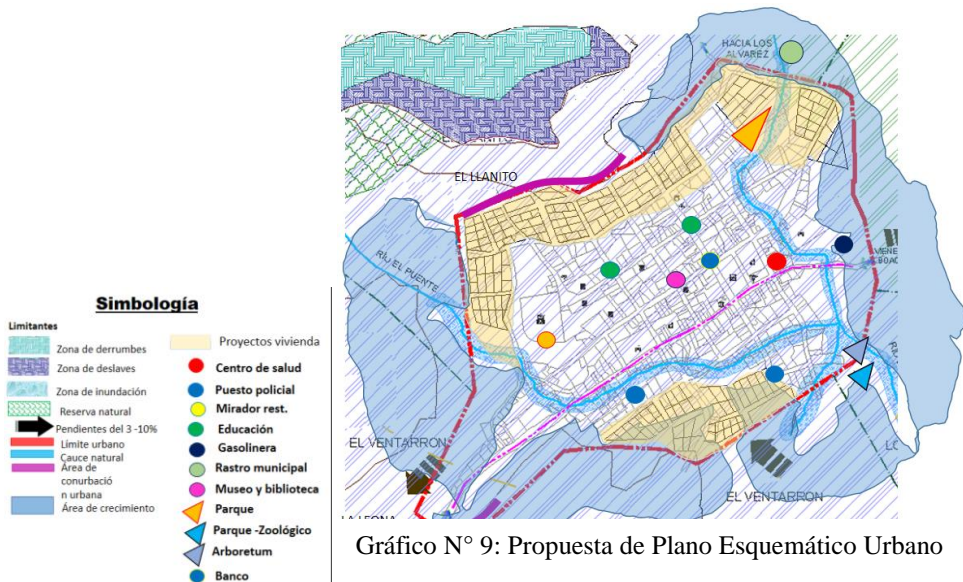 HACIA LOS
ALVAREZ
EL LLANITO
RÍO EL PUENTE
EL VENTARRON
EL VENTARRON
LA LEONA
Simbología
Limitantes
Zona de derrumbes
Zona de deslaves
Zona de inundación
Reserva natural
Pendientes del 3 -10%
Límite urbano
Cauce natural
Área de
conurbació
n urbana
Área de crecimiento
Proyectos vivienda
Centro de salud
Puesto policial
Mirador rest.
Educación
Gasolinera
Rastro municipal
Museo y biblioteca
Parque
Parque -Zoológico
Arboretum
Banco
Gráfico N° 9: Propuesta de Plano Esquemático Urbano